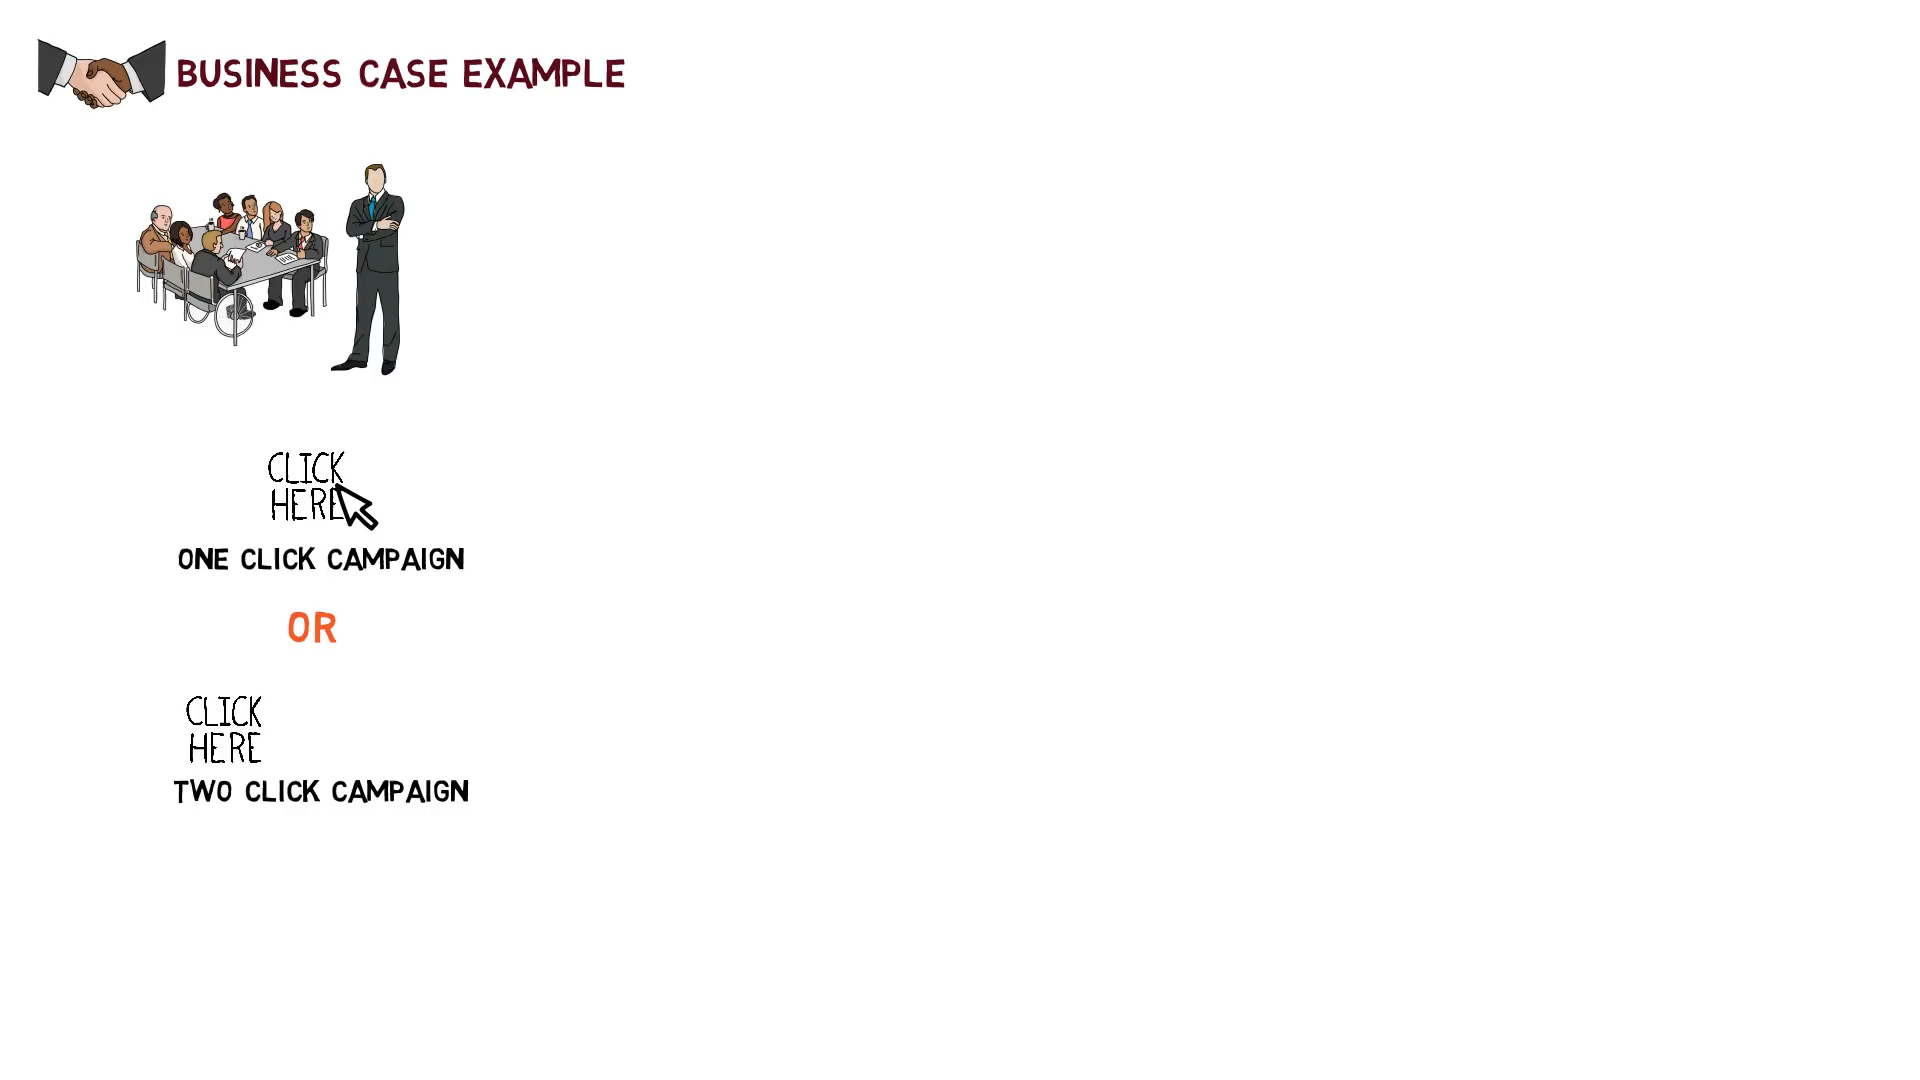 BUSINESS CASE EXAMPLE
CLICK
HERE
ONE CLICK CAMPAIGN
OR
CLICK
HERE
TWO CLICK CAMPAIGN